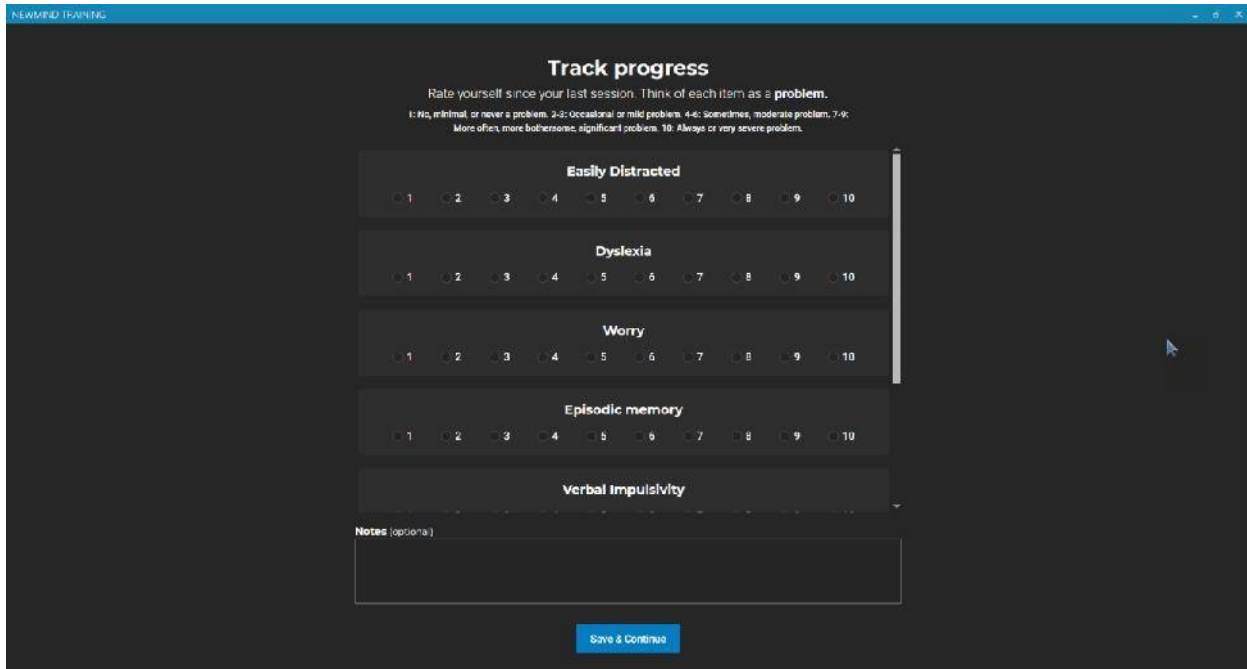 NEWMIND TRAINING
Track progress
Rate yourself since your last session. Think of each item as a problem.
1: No, minimal, or never a problem. 2-3: Occasional or mild problem. 4-6: Sometimes, moderate problem. 7-9:
More often, more bothersome, significant problem. 10: Always or very severe problem.
Easily Distracted
1 2 3 4 5 6 7 8 9 10
Dyslexia
1 2 3 4 5 6 7 8 9 10
Worry
1 2 3 4 5 6 7 8 9 10
Episodic memory
1 2 3 4 5 6 7 8 9 10
Verbal Impulsivity
Notes (optional)
Save & Continue